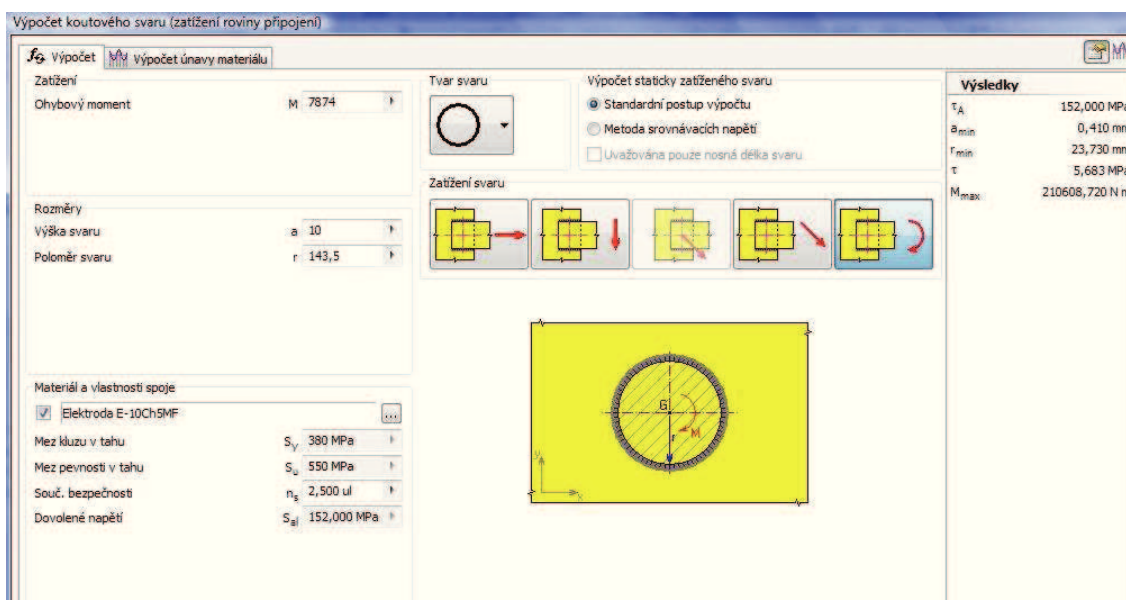 Výpočet koutového svaru (zatížení roviny připojení)
Výpočet
Výpočet únavy materiálu
Zatížení
Ohybový moment M 7874
Rozměry
Výška svaru a 10
Poloměr svaru r 143,5
Materiál a vlastnosti spoje
Elektroda E-10Ch5MF ...
Mez kluzu v tahu Sy 380 MPa
Mez pevnosti v tahu Su 550 MPa
Souč. bezpečnosti ns 2,500 ul
Dovolené napětí Sal 152,000 MPa
Tvar svaru
Výpočet staticky zatíženého svaru
Standardní postup výpočtu
Metoda srovnávacích napětí
Uvažována pouze nosná délka svaru
Zatížení svaru
G
M
r
y
x
Výsledky
τA 152,000 MPa
amin 0,410 mm
rmin 23,730 mm
τ 5,683 MPa
Mmax 210608,720 N